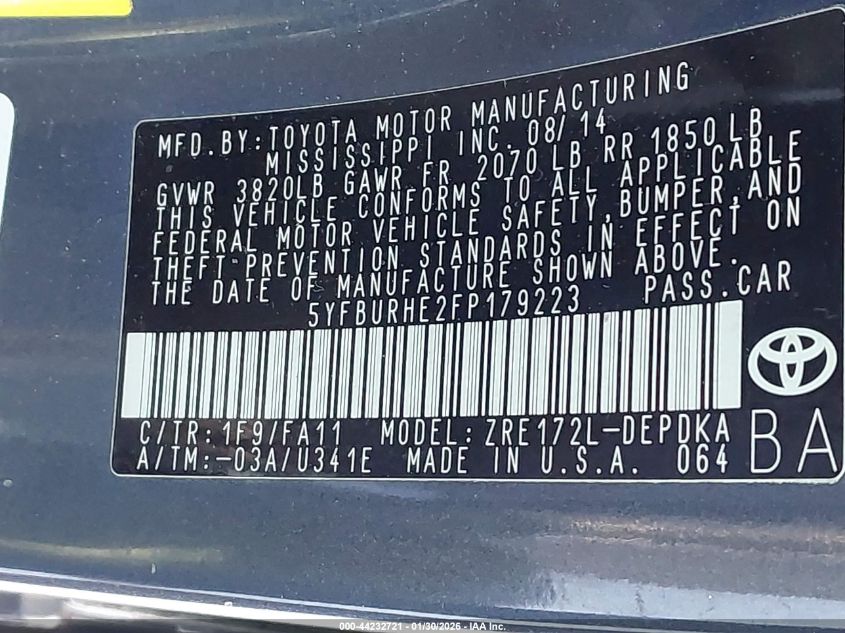 MFD.BY:TOYOTA MOTOR MANUFACTURING
MISSISSIPPI INC. 08/14
GVWR 3820LB GAWR FR 2070LB RR 1850LB
THIS VEHICLE CONFORMS TO ALL APPLICABLE
FEDERAL MOTOR VEHICLE SAFETY, BUMPER, AND
THEFT-PREVENTION STANDARDS IN EFFECT ON
THE DATE OF MANUFACTURE SHOWN ABOVE.
5YFBURHE2FP179223 PASS.CAR
C/TR:1F9/FA11 MODEL:ZRE172L-DEPDKA
A/TM:-03A/U341E MADE IN U.S.A. 064
BA
000-44232721 - 01/30/2026 - IAA Inc.